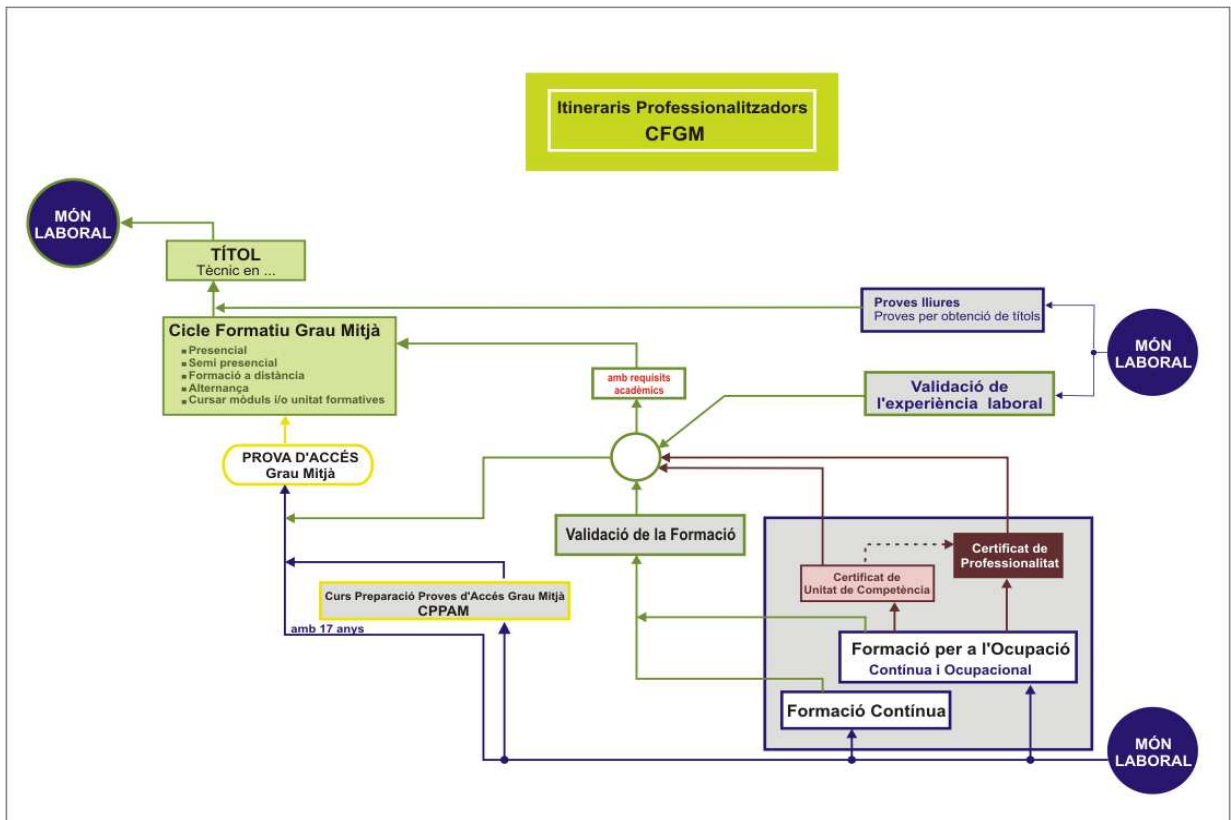 Itineraris Professionalitzadors
CFGM
MÓN
LABORAL
TÍTOL
Tècnic en ...
Proves lliures
Proves per obtenció de títols
MÓN
LABORAL
Cicle Formatiu Grau Mitjà
Presencial
Semi presencial
Formació a distància
Alternança
Cursar mòduls i/o unitat formatives
amb requisits
acadèmics
Validació de
l'experiència laboral
PROVA D'ACCÉS
Grau Mitjà
Validació de la Formació
Certificat de
Professionalitat
Certificat de
Unitat de Competència
Curs Preparació Proves d'Accés Grau Mitjà
CPPAM
amb 17 anys
Formació per a l'Ocupació
Contínua i Ocupacional
Formació Contínua
MÓN
LABORAL